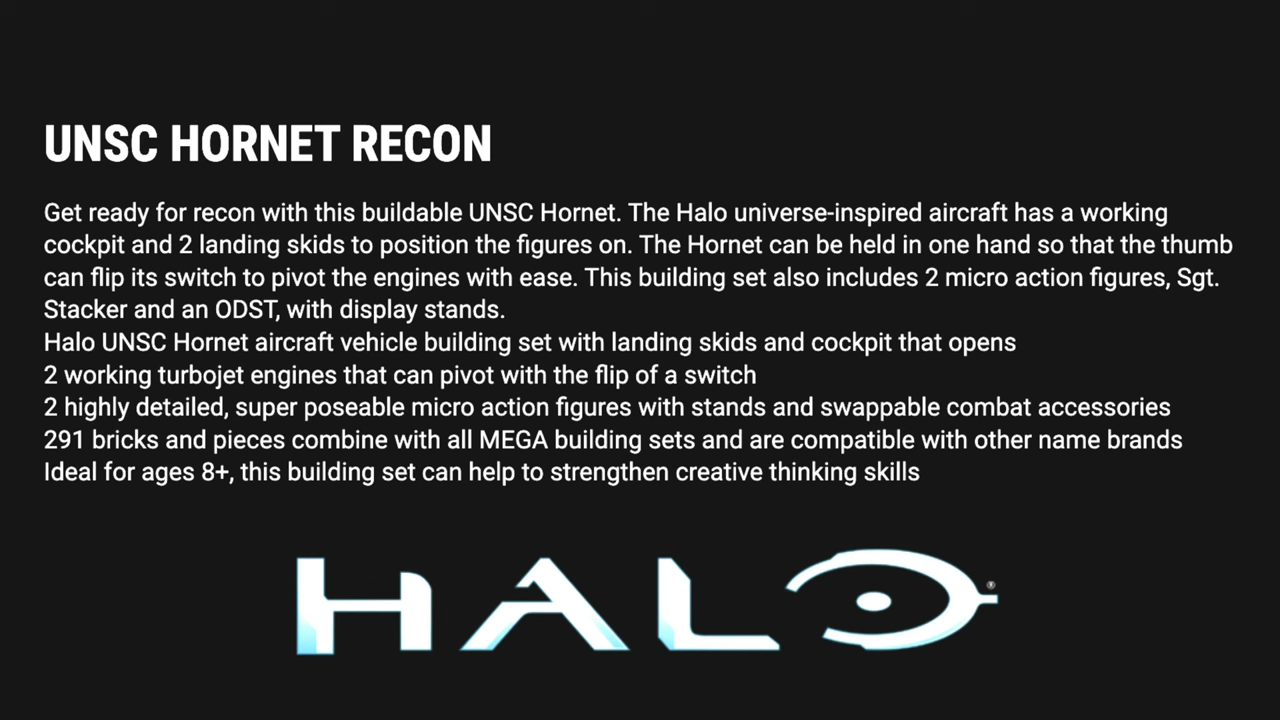 UNSC HORNET RECON
Get ready for recon with this buildable UNSC Hornet. The Halo universe-inspired aircraft has a working
cockpit and 2 landing skids to position the figures on. The Hornet can be held in one hand so that the thumb
can flip its switch to pivot the engines with ease. This building set also includes 2 micro action figures, Sgt.
Stacker and an ODST, with display stands.
Halo UNSC Hornet aircraft vehicle building set with landing skids and cockpit that opens
2 working turbojet engines that can pivot with the flip of a switch
2 highly detailed, super poseable micro action figures with stands and swappable combat accessories
291 bricks and pieces combine with all MEGA building sets and are compatible with other name brands
Ideal for ages 8+, this building set can help to strengthen creative thinking skills
HALO®